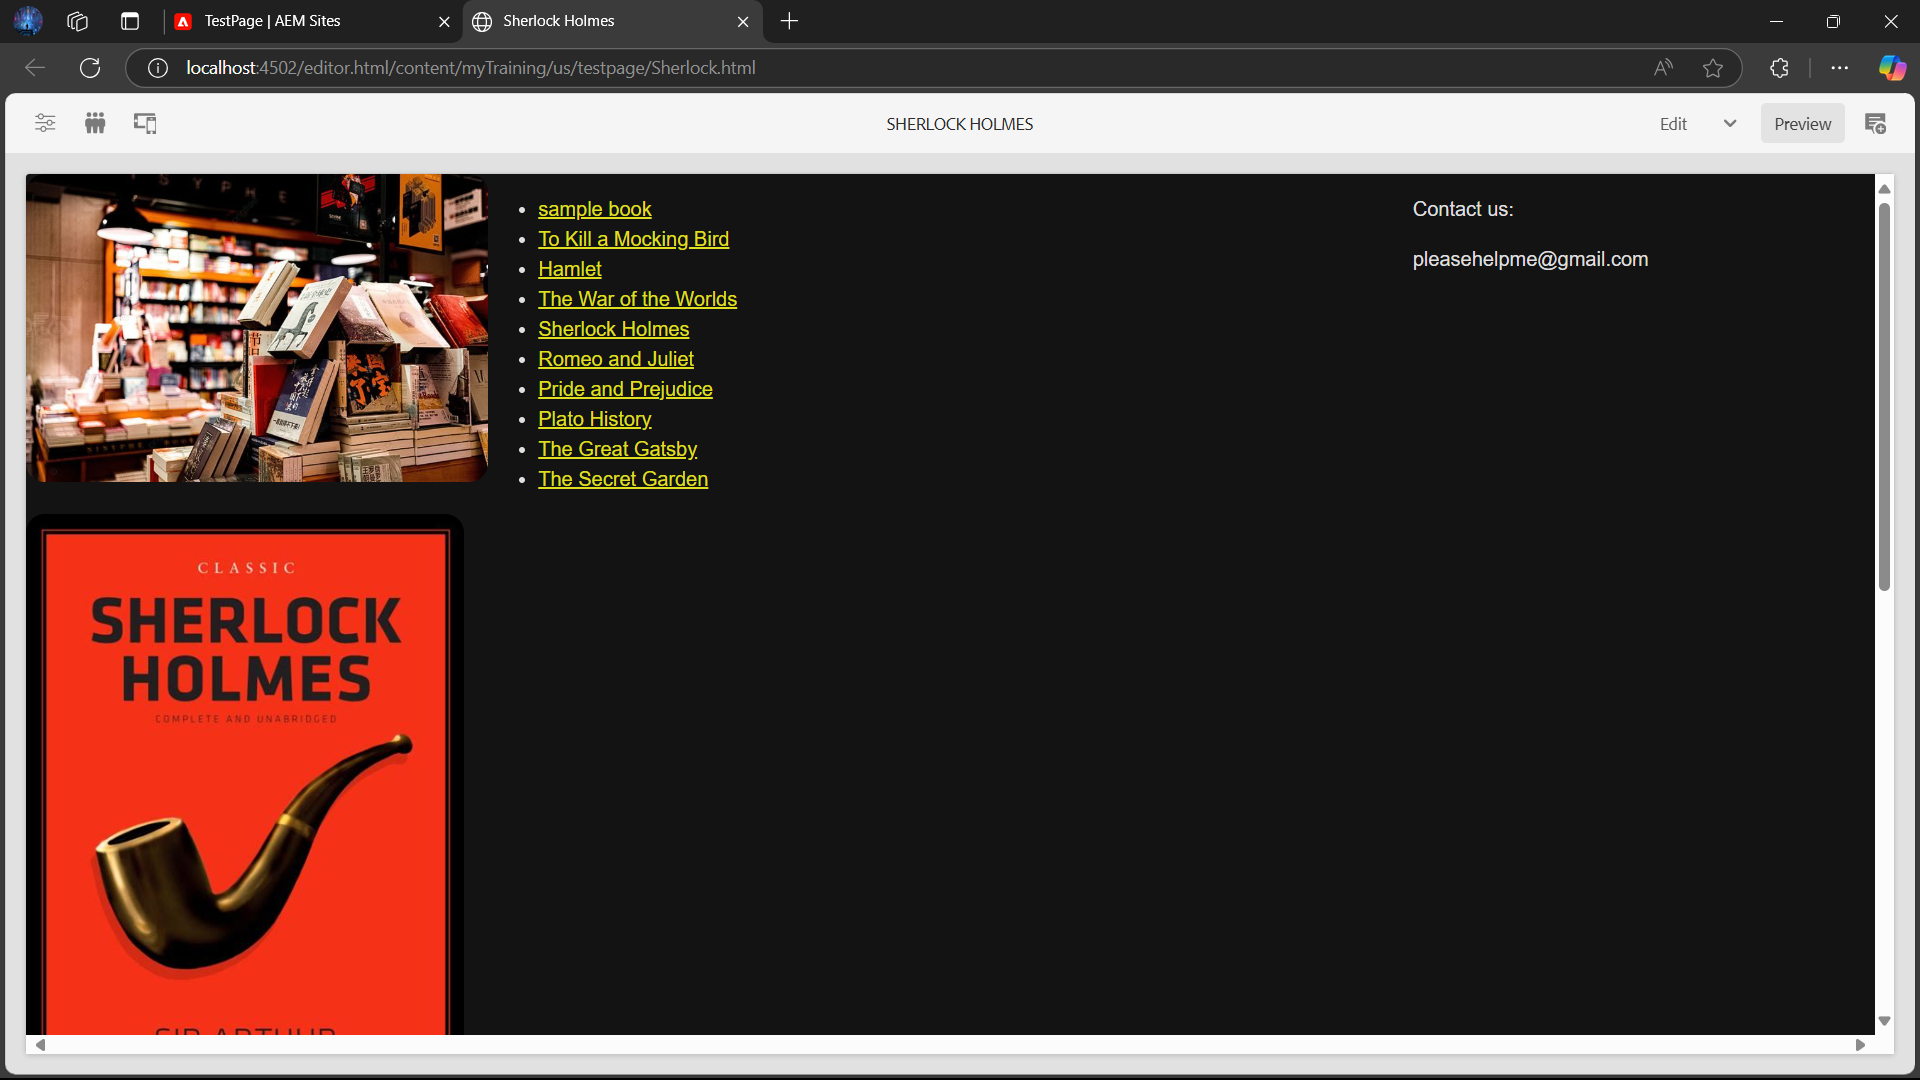 TestPage | AEM Sites
Sherlock Holmes
localhost:4502/editor.html/content/myTraining/us/testpage/Sherlock.html
SHERLOCK HOLMES
Edit
Preview
SYPHE
sample book
To Kill a Mocking Bird
Hamlet
The War of the Worlds
Sherlock Holmes
Romeo and Juliet
Pride and Prejudice
Plato History
The Great Gatsby
The Secret Garden
Contact us:
pleasehelpme@gmail.com
CLASSIC
SHERLOCK
HOLMES
COMPLETE AND UNABRIDGED
SIR ARTHUR